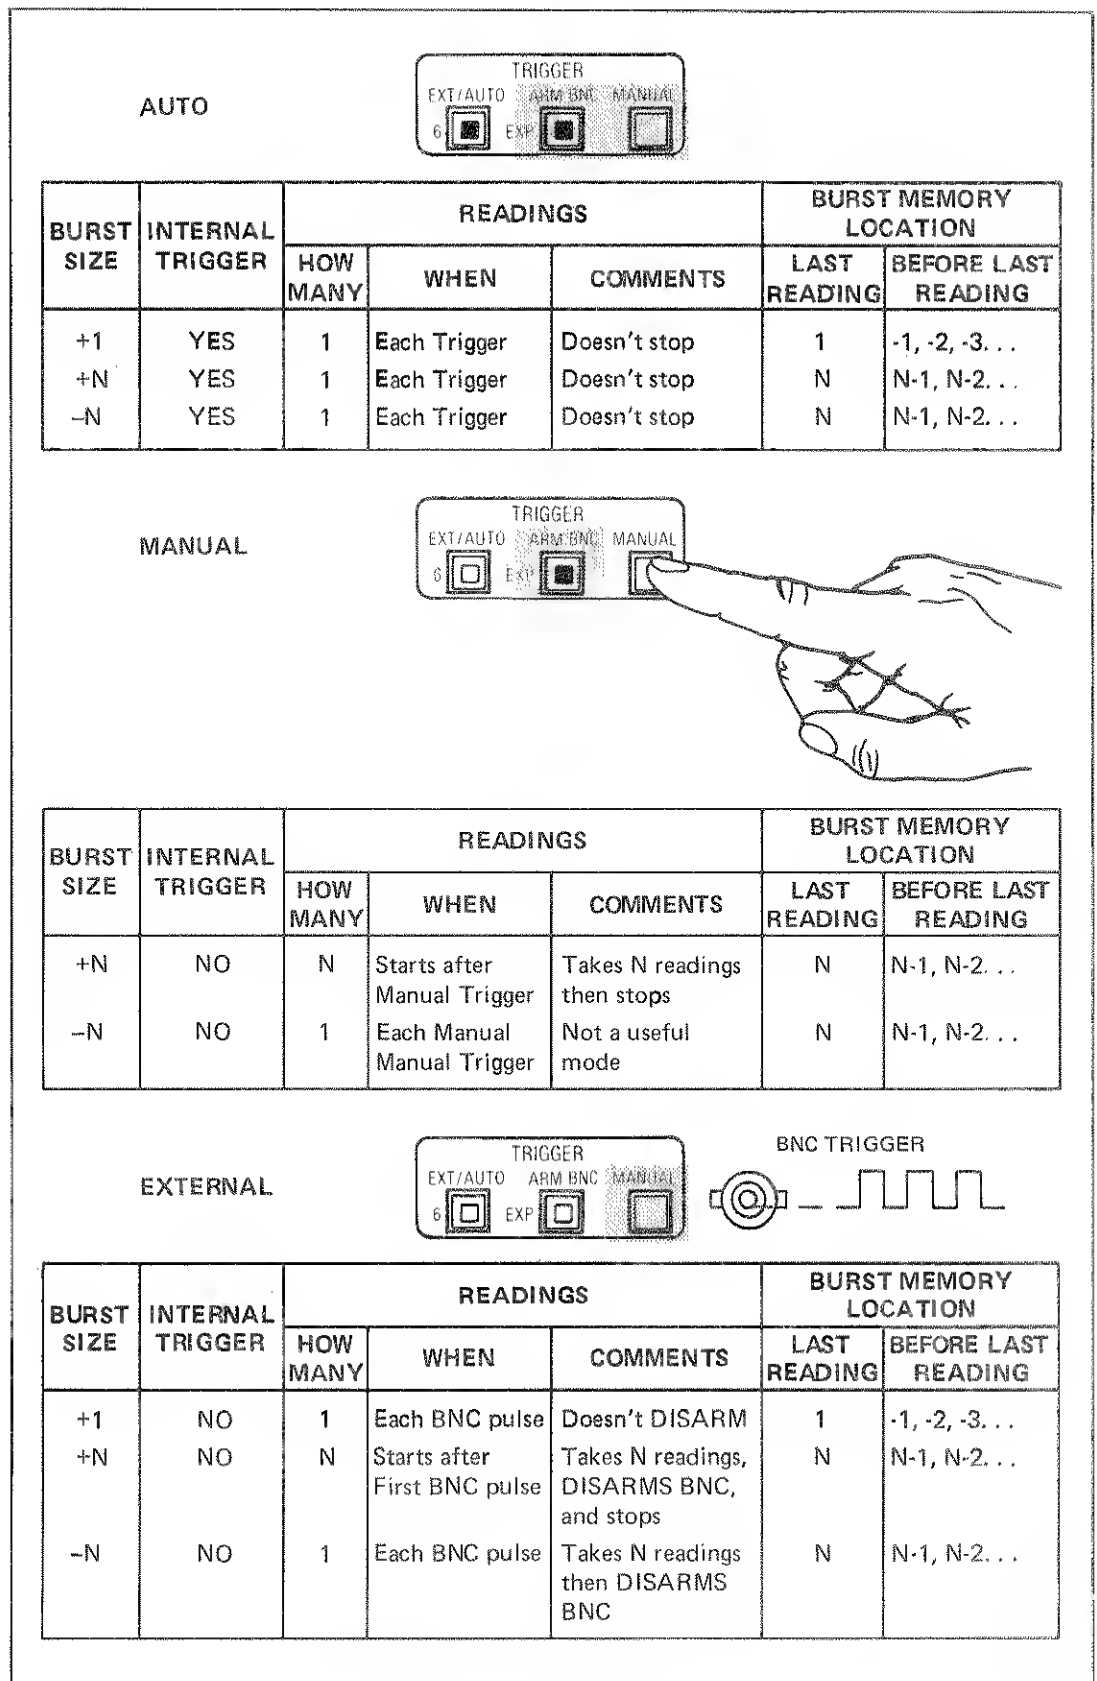 AUTO
TRIGGER
EXT/AUTO ARM BNC MANUAL
6 EXP
BURST SIZE INTERNAL TRIGGER READINGS BURST MEMORY LOCATION
HOW MANY WHEN COMMENTS LAST READING BEFORE LAST READING
+1 YES 1 Each Trigger Doesn't stop 1 -1, -2, -3. . .
+N YES 1 Each Trigger Doesn't stop N N-1, N-2. . .
–N YES 1 Each Trigger Doesn't stop N N-1, N-2. . .
MANUAL
TRIGGER
EXT/AUTO ARM BNC MANUAL
6 EXP
BURST SIZE INTERNAL TRIGGER READINGS BURST MEMORY LOCATION
HOW MANY WHEN COMMENTS LAST READING BEFORE LAST READING
+N NO N Starts after Takes N readings N N-1, N-2. . .
Manual Trigger then stops
–N NO 1 Each Manual Not a useful N N-1, N-2. . .
Manual Trigger mode
EXTERNAL
TRIGGER
EXT/AUTO ARM BNC MANUAL
6 EXP
BNC TRIGGER
BURST SIZE INTERNAL TRIGGER READINGS BURST MEMORY LOCATION
HOW MANY WHEN COMMENTS LAST READING BEFORE LAST READING
+1 NO 1 Each BNC pulse Doesn't DISARM 1 -1, -2, -3. . .
+N NO N Starts after Takes N readings, N N-1, N-2. . .
First BNC pulse DISARMS BNC,
and stops
–N NO 1 Each BNC pulse Takes N readings N N-1, N-2. . .
then DISARMS
BNC